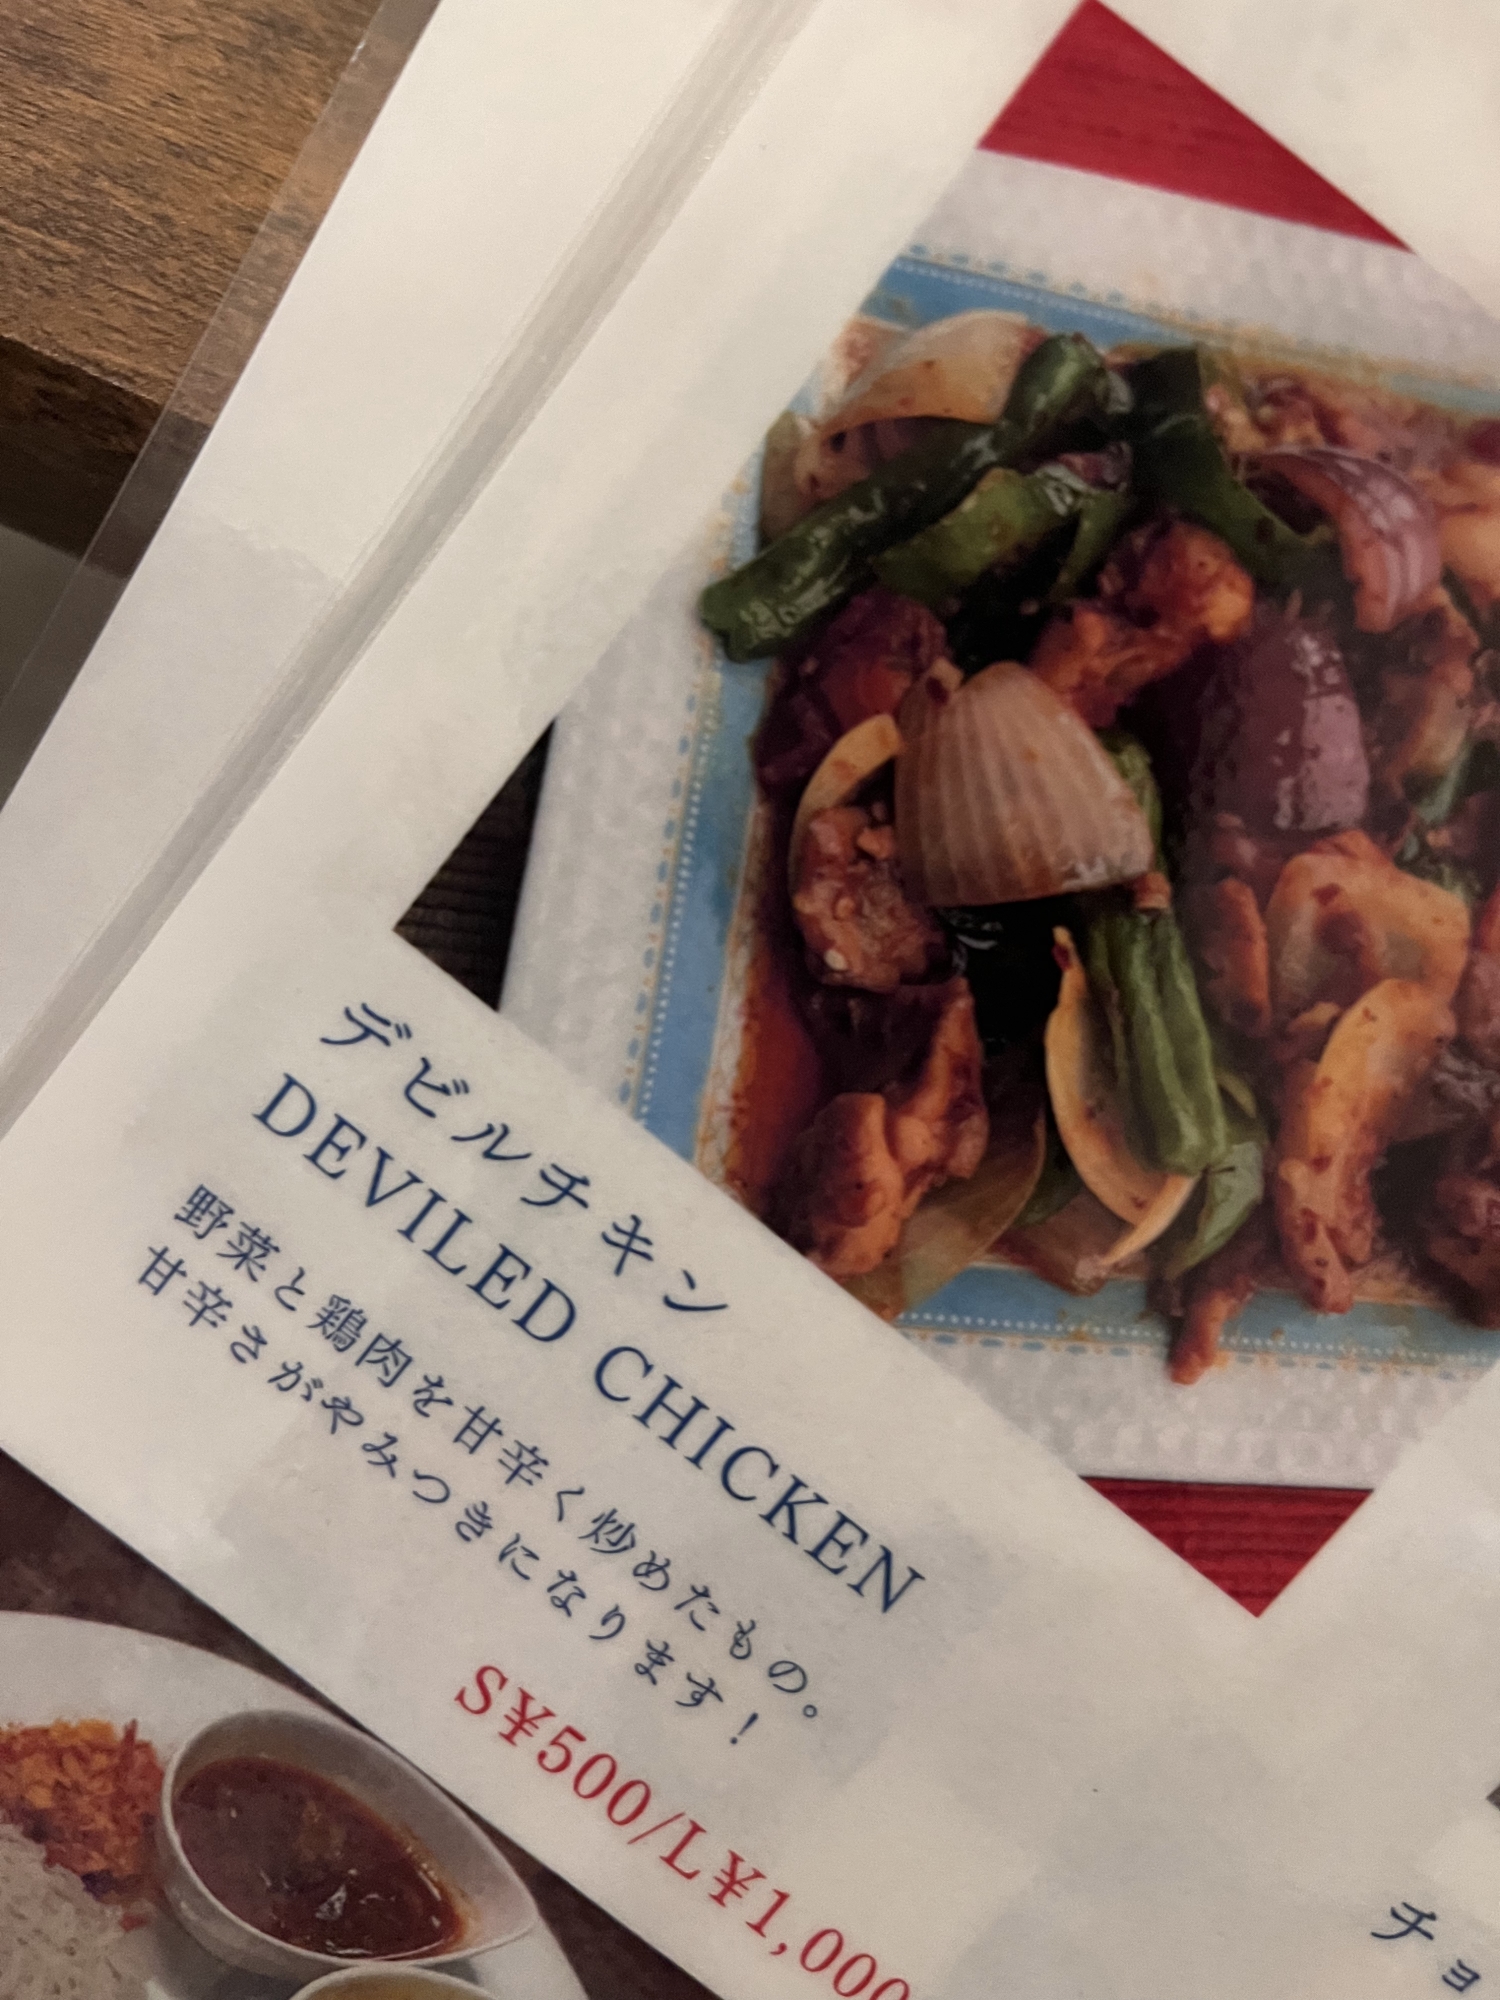 デビルチキン
DEVILED CHICKEN
野菜と鶏肉を甘辛く炒めたもの。
甘辛さがやみつきになります！
S¥500/L¥1,000
チョ